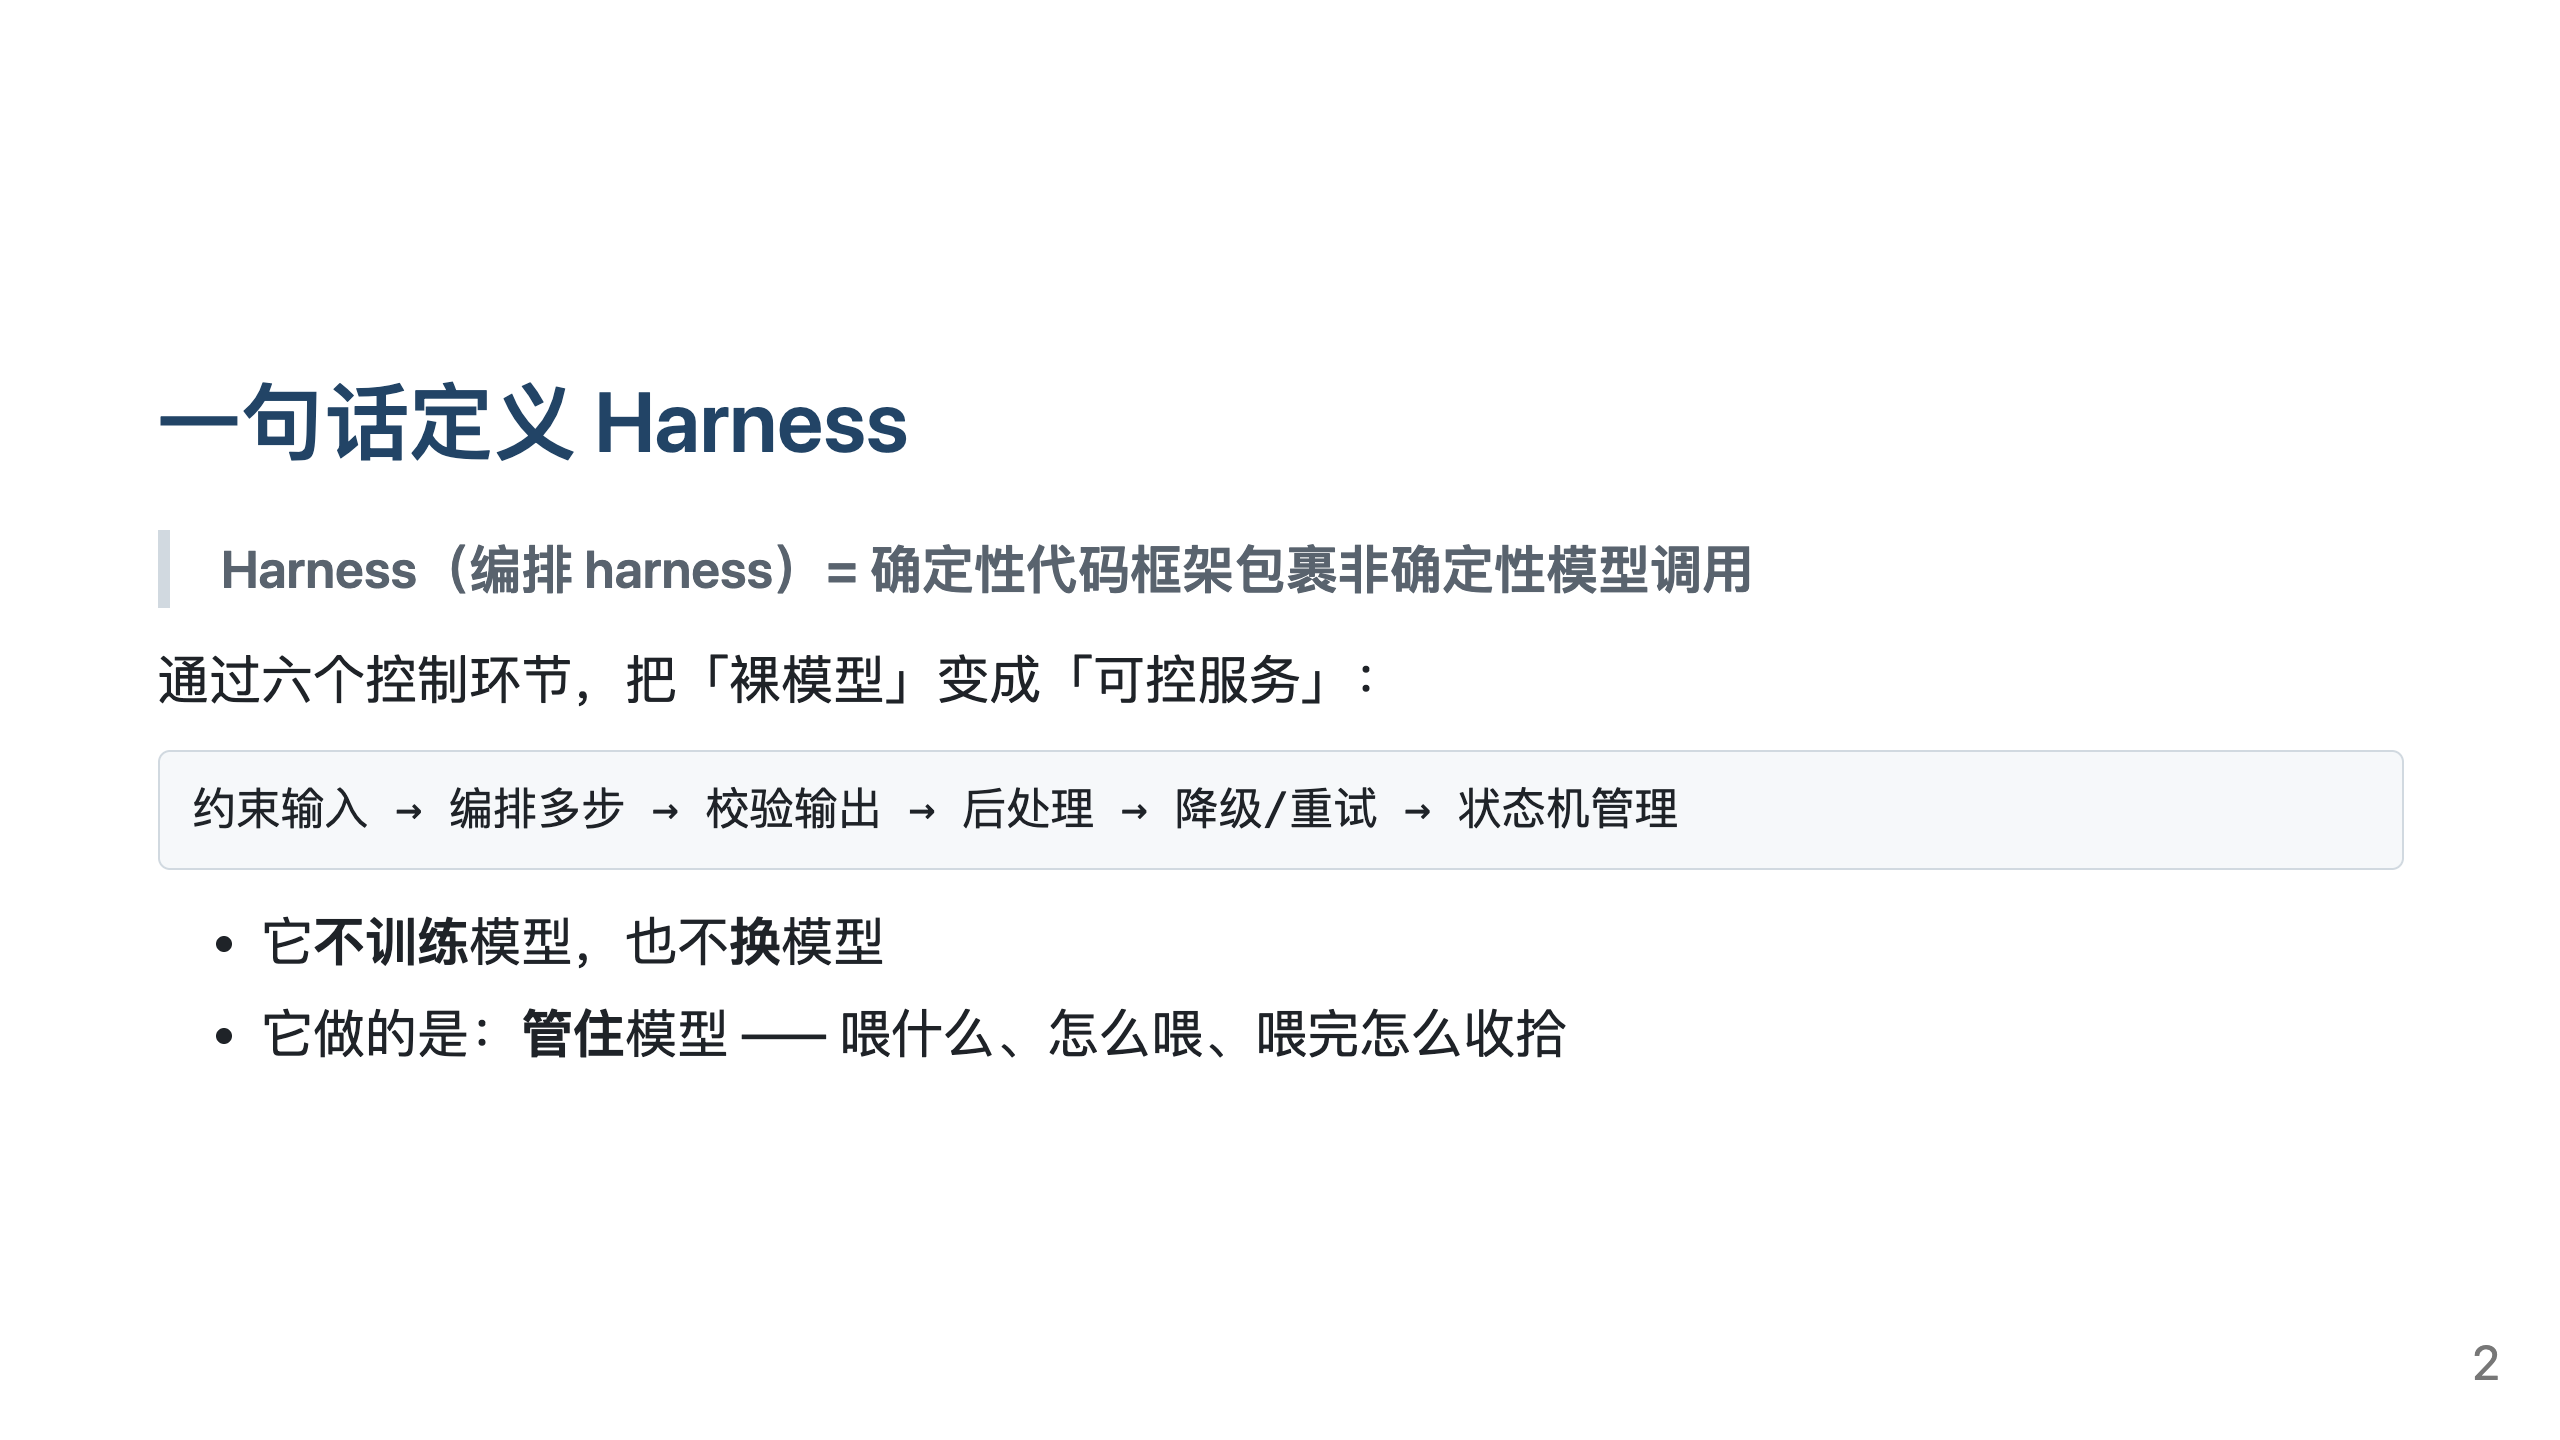 一句话定义 Harness
Harness（编排 harness）= 确定性代码框架包裹非确定性模型调用
通过六个控制环节，把「裸模型」变成「可控服务」：
约束输入 → 编排多步 → 校验输出 → 后处理 → 降级/重试 → 状态机管理
• 它不训练模型，也不换模型
• 它做的是：管住模型 —— 喂什么、怎么喂、喂完怎么收拾
2